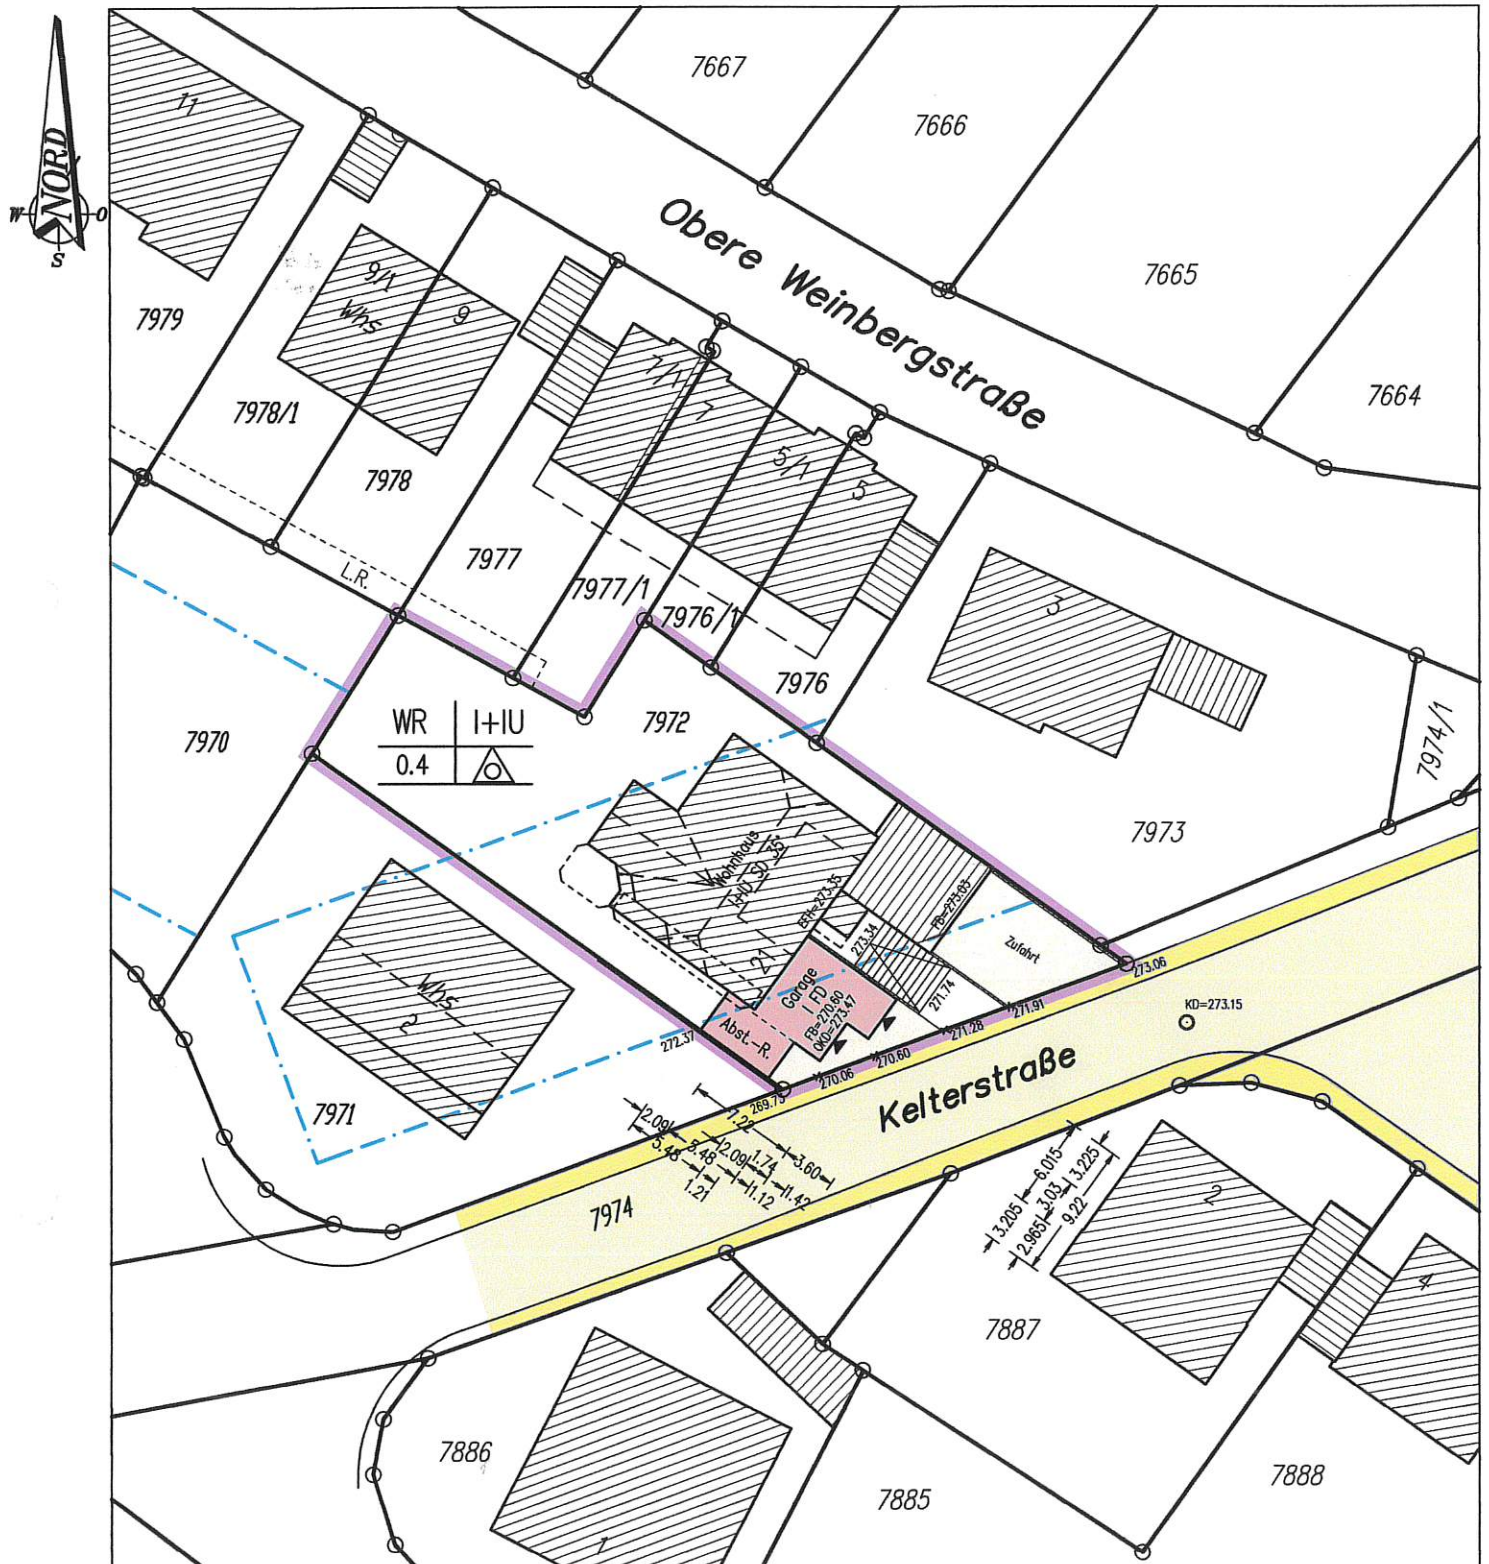 7667
7666
11
NORD
W
O
S
Obere Weinbergstraße
7665
9/1
Whs
9
7979
7/1
7
7664
7978/1
5/1
5
7978
7977
L.R.
7977/1
7976/1
3
7976
WR I+IU
0.4
7972
7970
7974/1
7973
Wohnhaus
I+IU SD 35°
EFH=273.35
FB=273.03
273.34
Zufahrt
21
271.74
273.06
Garage
I FD
FB=270.60
OKD=273.47
Abst.-R.
271.91
KD=273.15
272.37
271.28
270.60
270.06
269.73
Whs
2
7971
Kelterstraße
7.22
2.09
5.48
5.48
2.09
1.74
3.60
1.21
1.12
1.42
7974
6.015
3.225
3.205
3.03
2.965
9.22
2
4
7887
7886
7885
7888
1